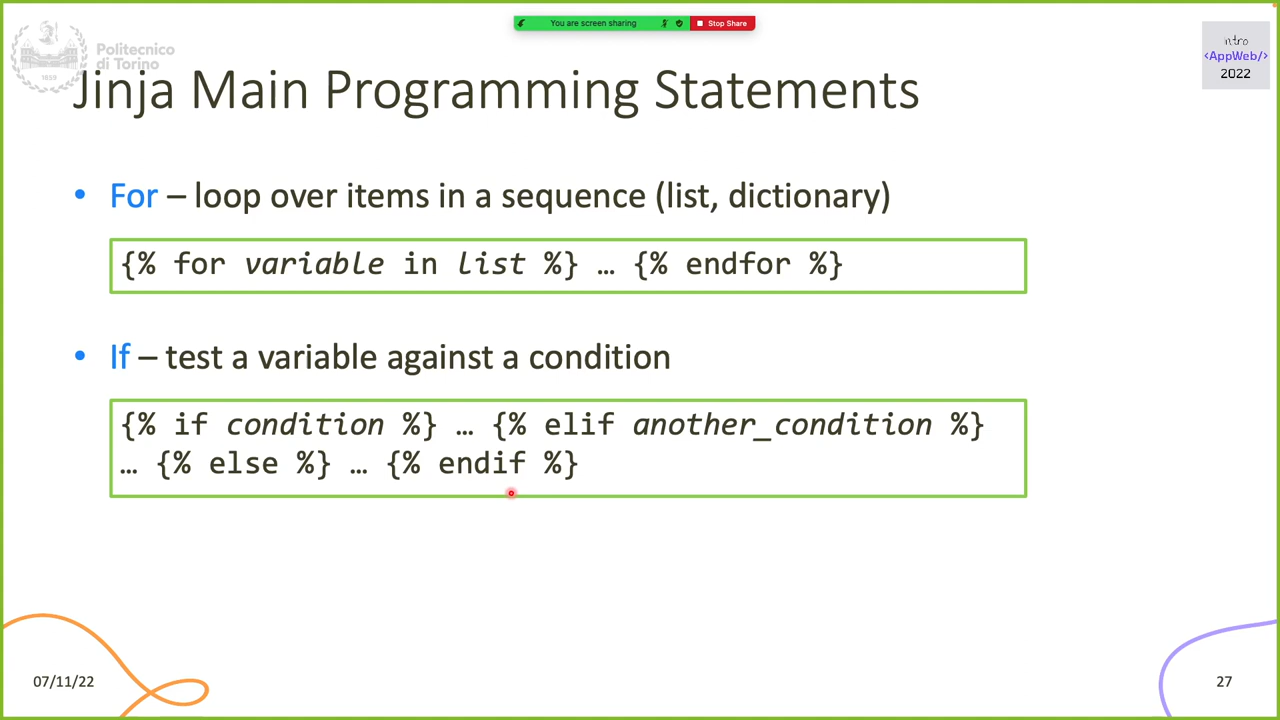 You are screen sharing
Stop Share
Politecnico
di Torino
1859
intro
<AppWeb/>
2022
Jinja Main Programming Statements
• For – loop over items in a sequence (list, dictionary)
{% for variable in list %} … {% endfor %}
• If – test a variable against a condition
{% if condition %} … {% elif another_condition %}
… {% else %} … {% endif %}
07/11/22
27